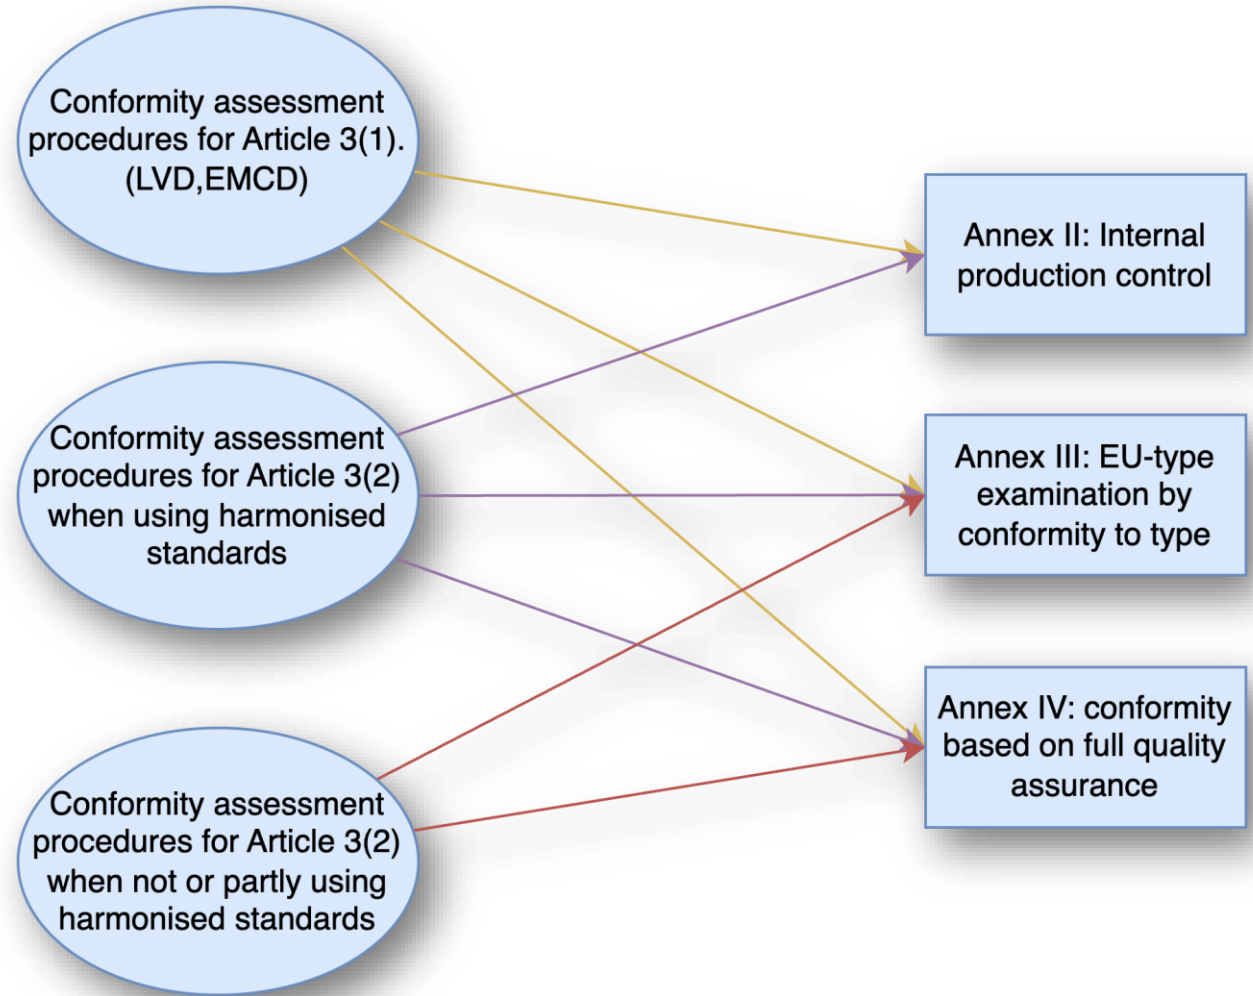 Conformity assessment
procedures for Article 3(1).
(LVD,EMCD)
Conformity assessment
procedures for Article 3(2)
when using harmonised
standards
Conformity assessment
procedures for Article 3(2)
when not or partly using
harmonised standards
Annex II: Internal
production control
Annex III: EU-type
examination by
conformity to type
Annex IV: conformity
based on full quality
assurance